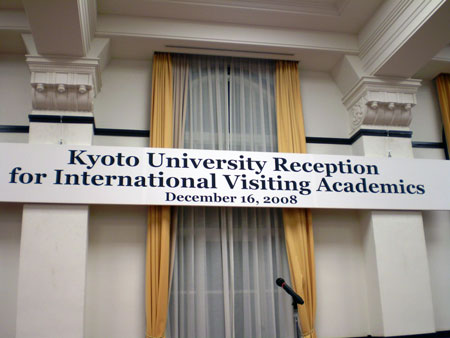 Kyoto University Reception
for International Visiting Academics
December 16, 2008